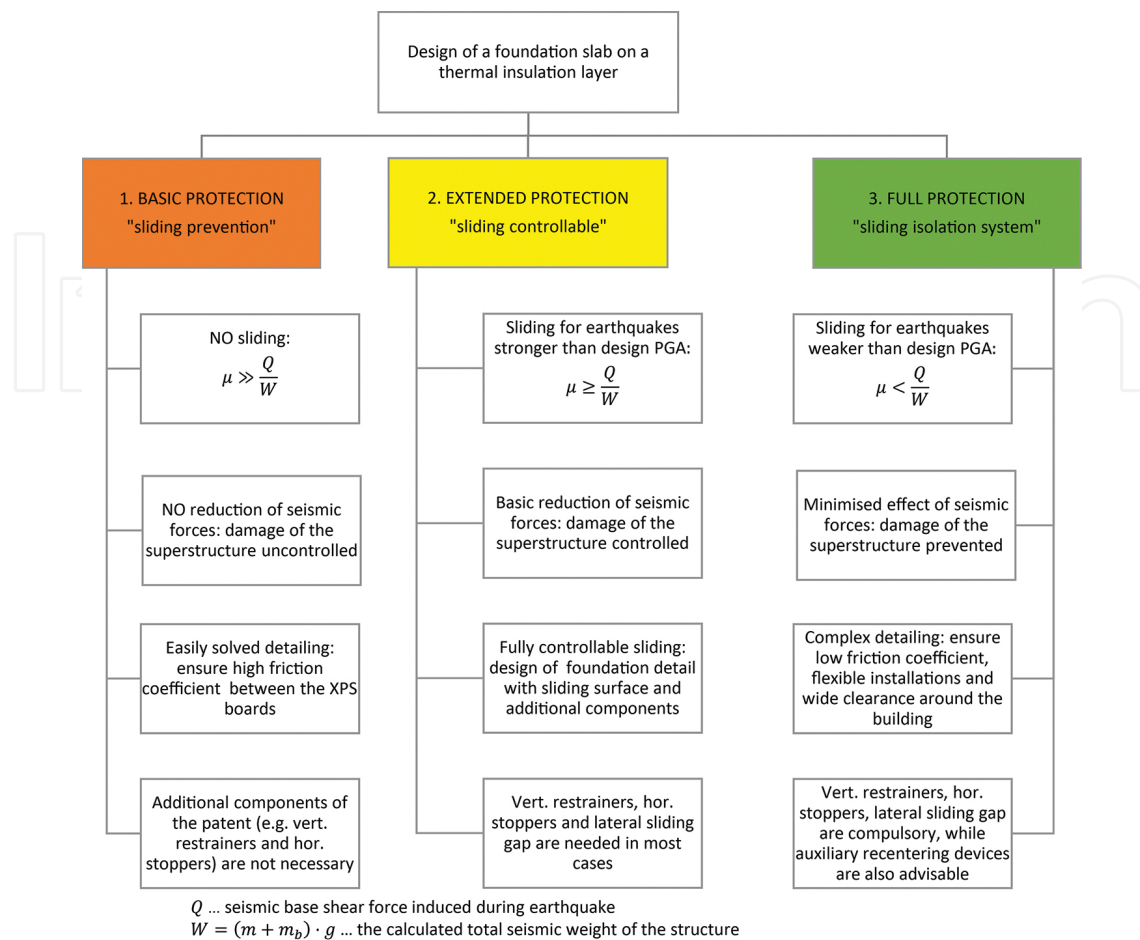 Design of a foundation slab on a
thermal insulation layer
1. BASIC PROTECTION
"sliding prevention"
NO sliding:
μ ≫ Q/W
NO reduction of seismic
forces: damage of the
superstructure uncontrolled
Easily solved detailing:
ensure high friction
coefficient between the XPS
boards
Additional components of
the patent (e.g. vert.
restrainers and hor.
stoppers) are not necessary
2. EXTENDED PROTECTION
"sliding controllable"
Sliding for earthquakes
stronger than design PGA:
μ ≥ Q/W
Basic reduction of seismic
forces: damage of the
superstructure controlled
Fully controllable sliding:
design of foundation detail
with sliding surface and
additional components
Vert. restrainers, hor.
stoppers and lateral sliding
gap are needed in most
cases
3. FULL PROTECTION
"sliding isolation system"
Sliding for earthquakes
weaker than design PGA:
μ < Q/W
Minimised effect of seismic
forces: damage of the
superstructure prevented
Complex detailing: ensure
low friction coefficient,
flexible installations and
wide clearance around the
building
Vert. restrainers, hor.
stoppers, lateral sliding gap
are compulsory, while
auxiliary recentering devices
are also advisable
Q ... seismic base shear force induced during earthquake
W = (m + m_b) · g ... the calculated total seismic weight of the structure